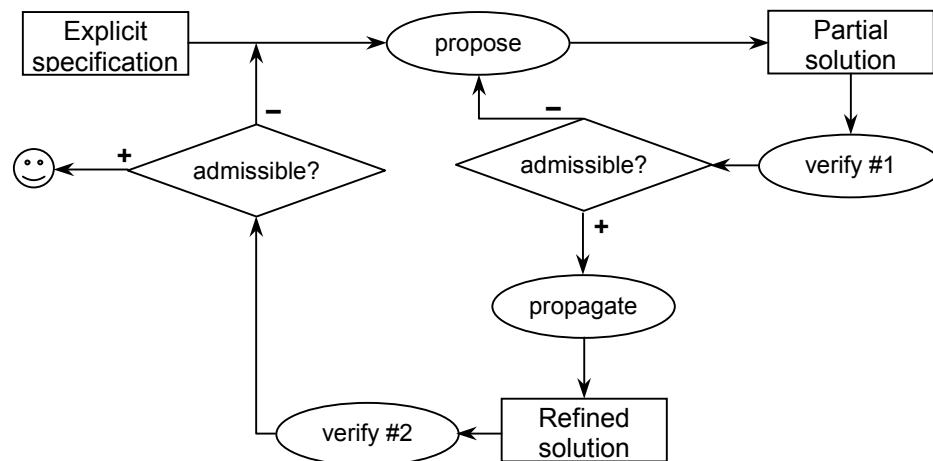 Explicit
specification
propose
Partial
solution
–
–
admissible?
+
admissible?
verify #1
+
propagate
verify #2
Refined
solution